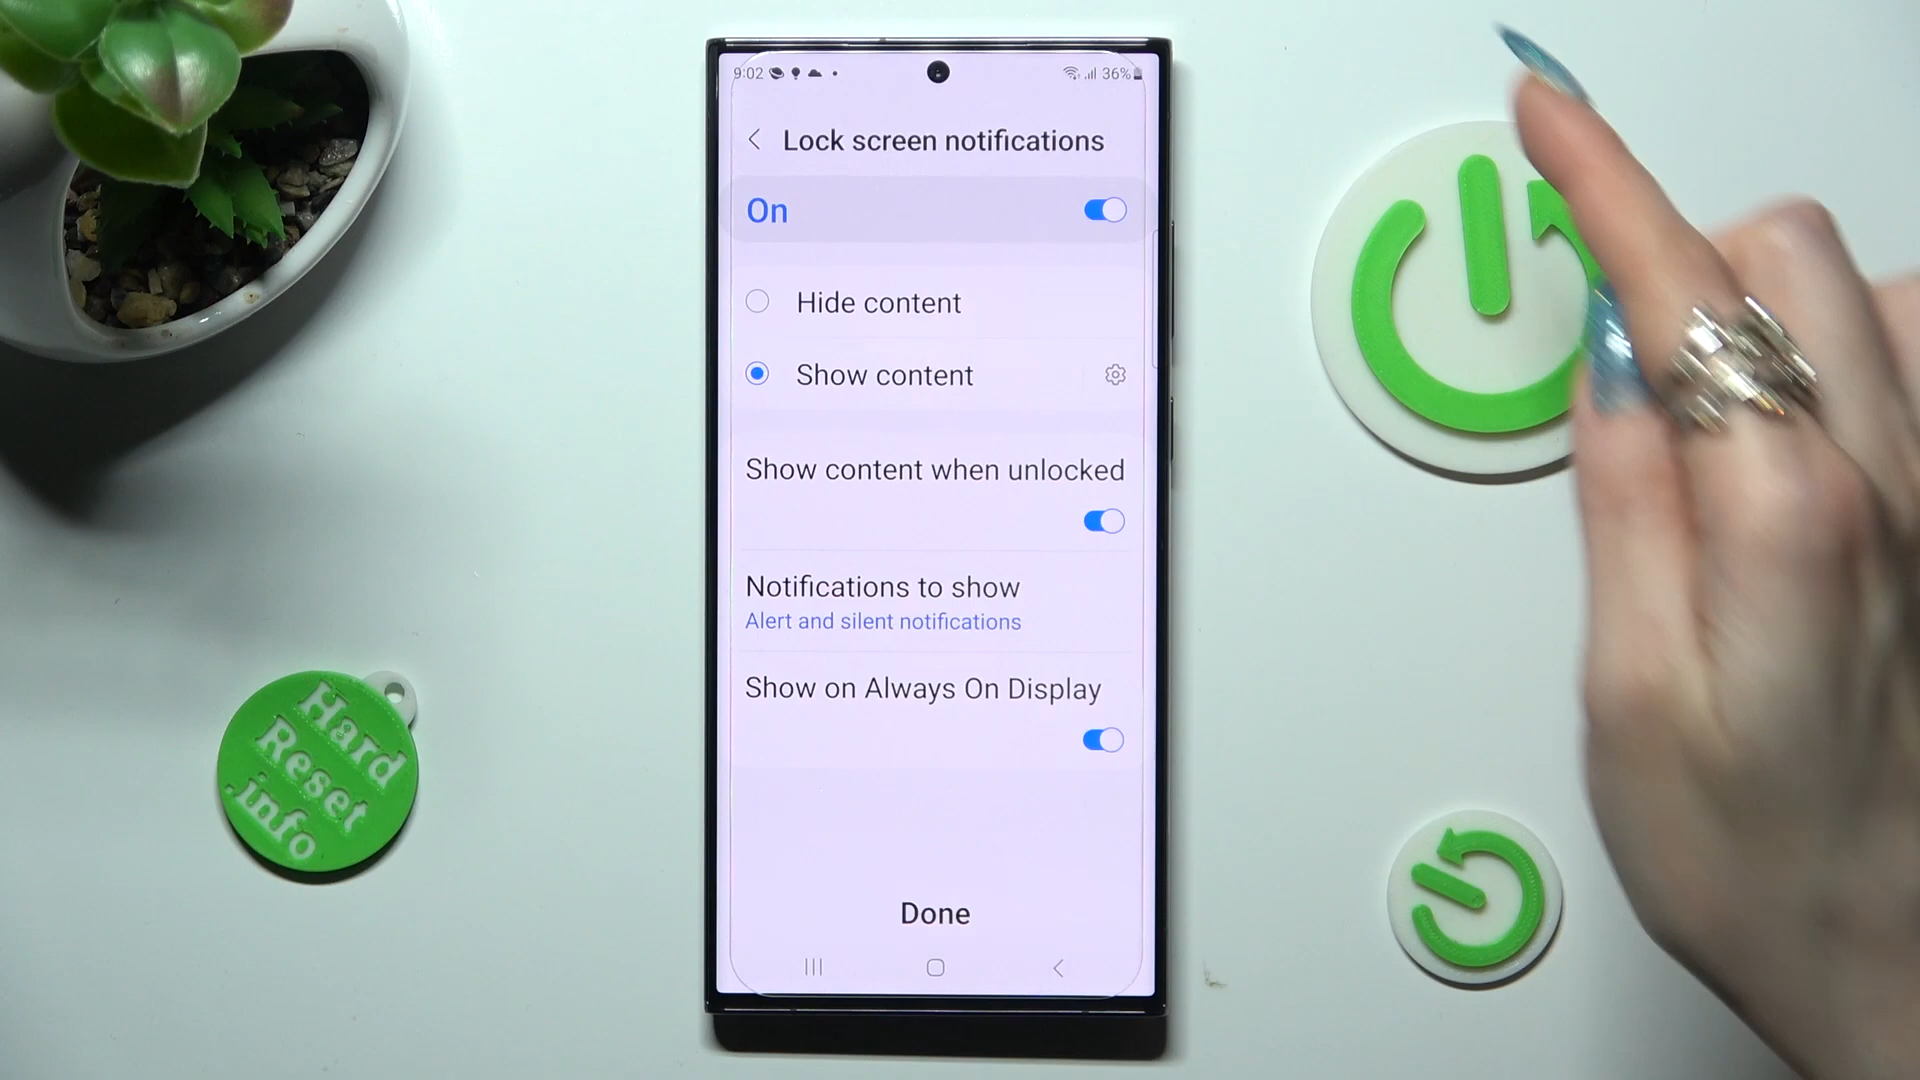 9:02
36%
Lock screen notifications
On
Hide content
Show content
Show content when unlocked
Notifications to show
Alert and silent notifications
Show on Always On Display
Done
Hard
Reset
.info